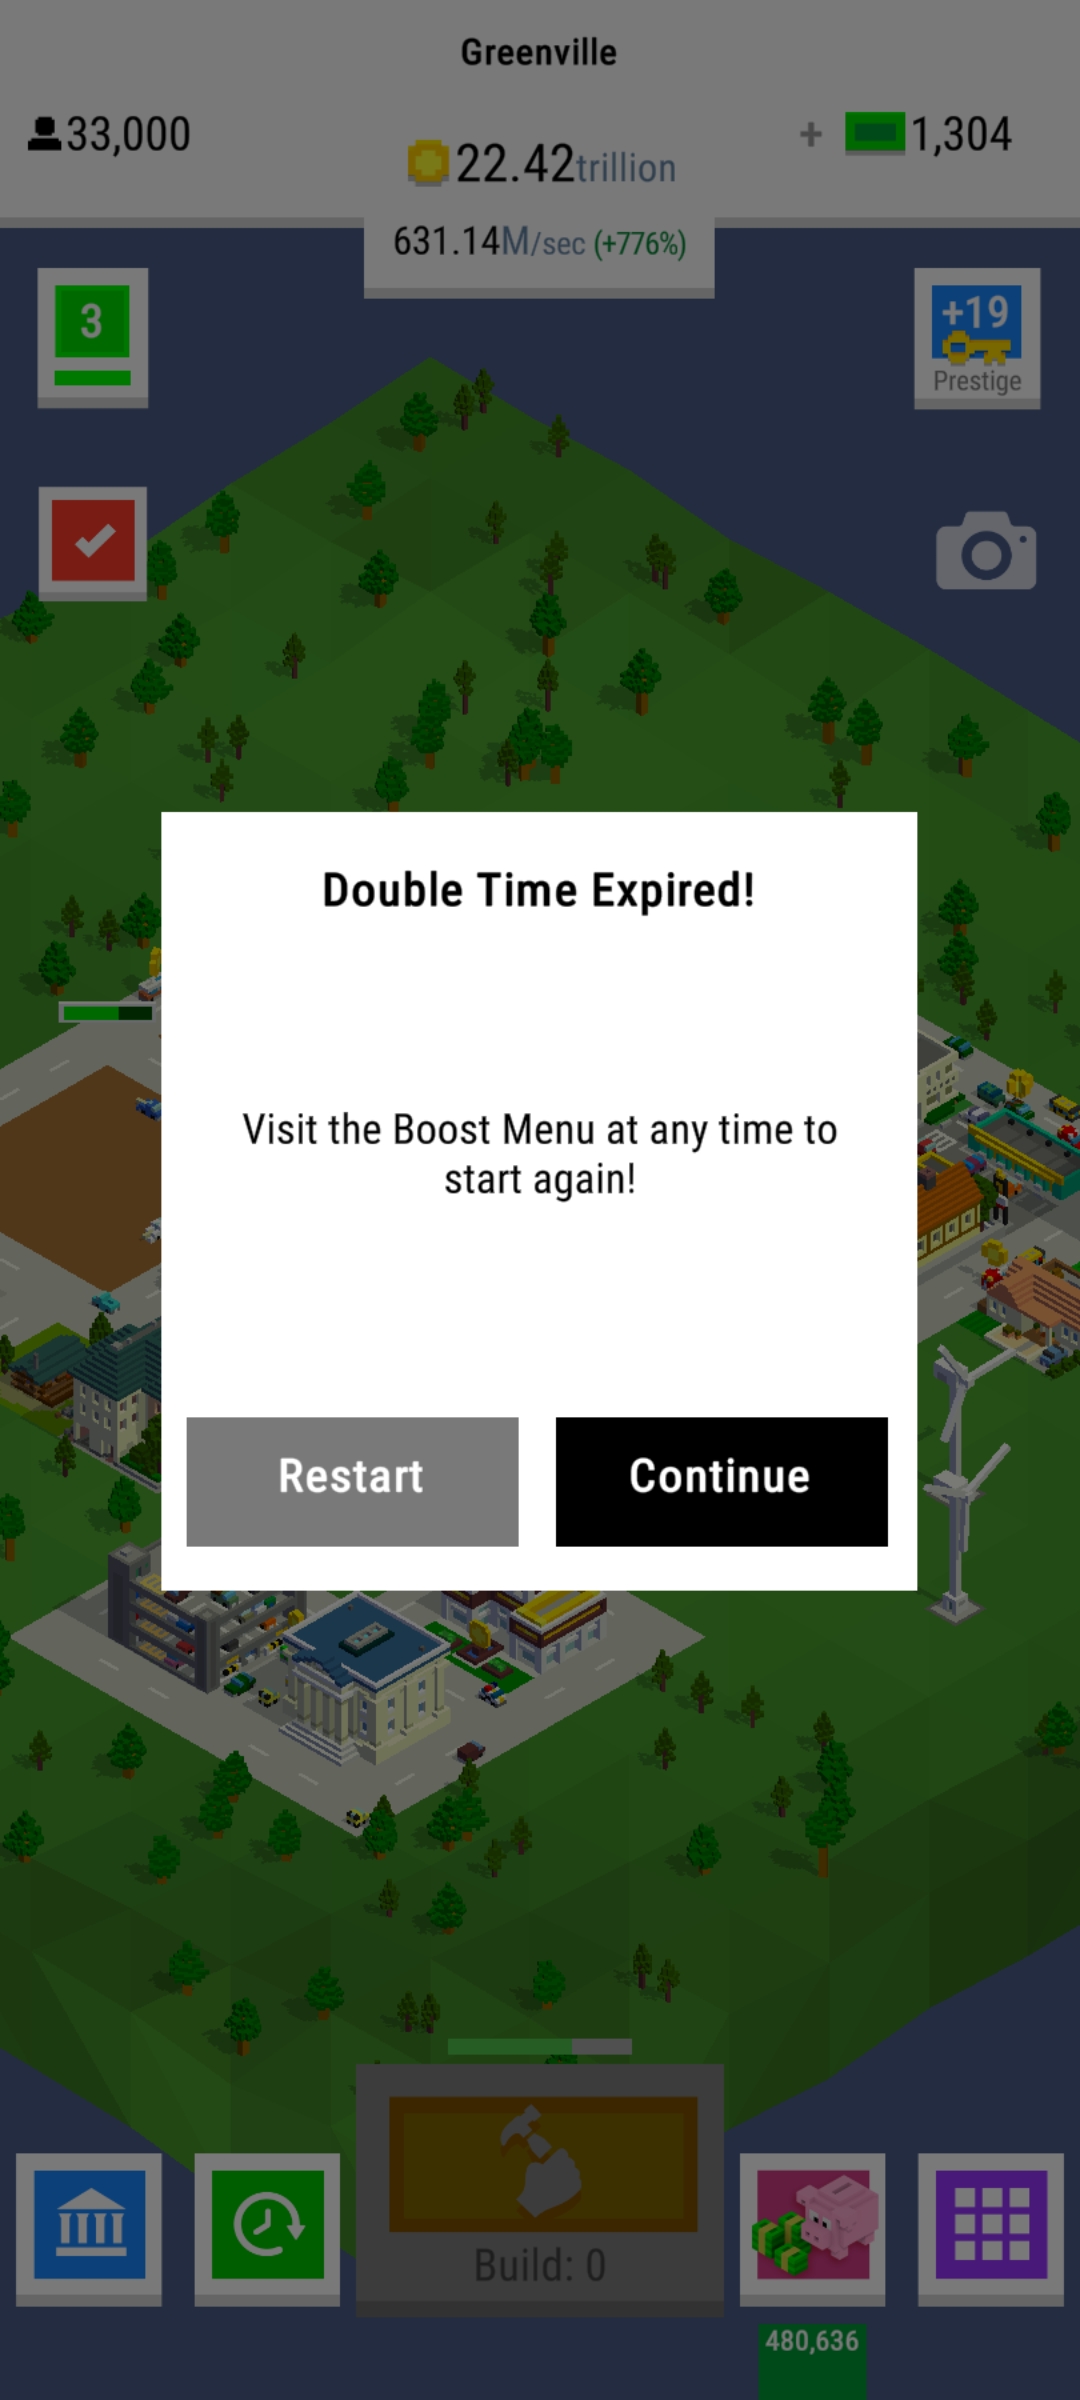 Greenville
33,000
22.42trillion
+ 1,304
631.14M/sec (+776%)
3
+19
Prestige
Double Time Expired!
Visit the Boost Menu at any time to
start again!
Restart
Continue
Build: 0
480,636